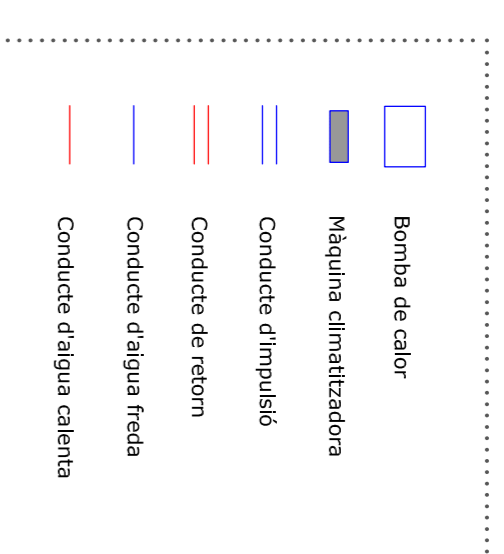 Bomba de calor
Màquina climatitzadora
Conducte d'impulsió
Conducte de retorn
Conducte d'aigua freda
Conducte d'aigua calenta